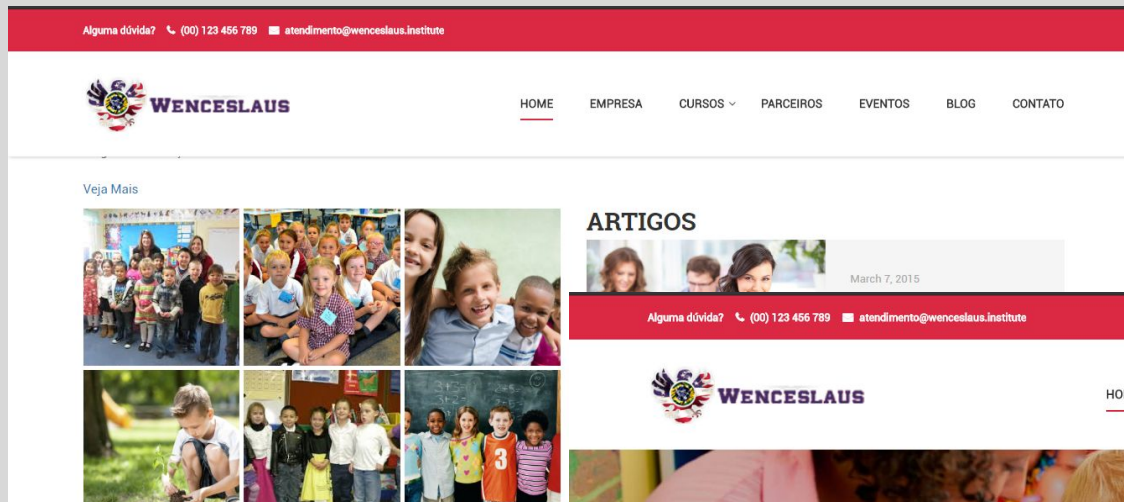 Alguma dúvida? (00) 123 456 789 atendimento@wenceslaus.institute
WENCESLAUS
HOME EMPRESA CURSOS PARCEIROS EVENTOS BLOG CONTATO
Veja Mais
ARTIGOS
March 7, 2015
3
Alguma dúvida? (00) 123 456 789 atendimento@wenceslaus.institute
WENCESLAUS